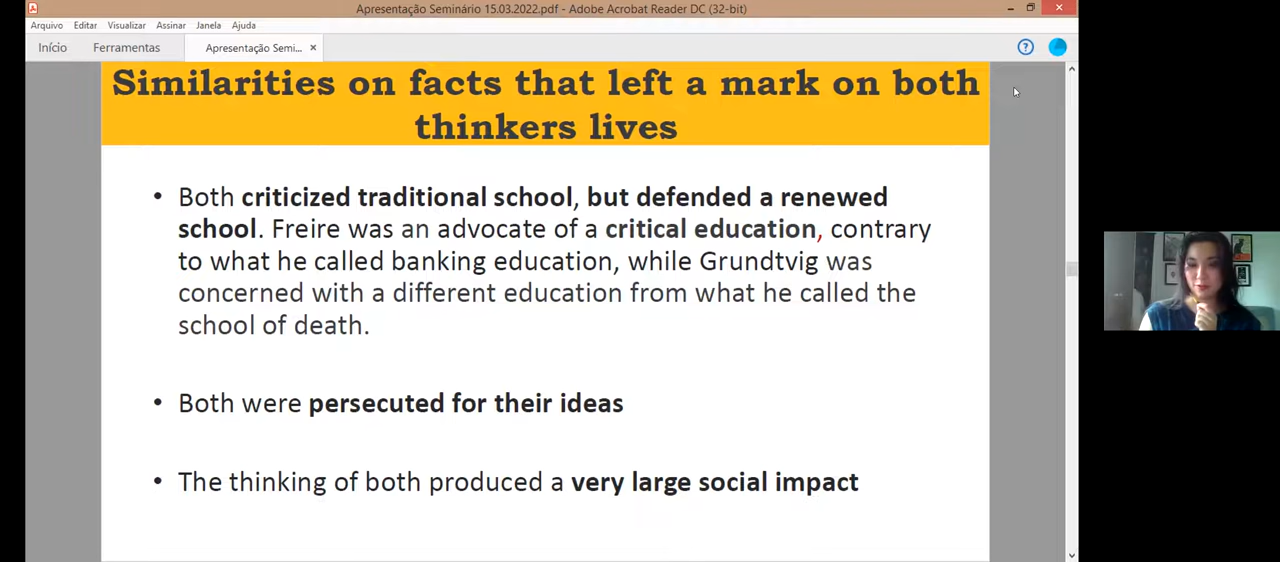 Apresentação Seminário 15.03.2022.pdf - Adobe Acrobat Reader DC (32-bit)
Arquivo Editar Visualizar Assinar Janela Ajuda
Início Ferramentas Apresentação Semi... ×
Similarities on facts that left a mark on both
thinkers lives
• Both criticized traditional school, but defended a renewed
school. Freire was an advocate of a critical education, contrary
to what he called banking education, while Grundtvig was
concerned with a different education from what he called the
school of death.
• Both were persecuted for their ideas
• The thinking of both produced a very large social impact